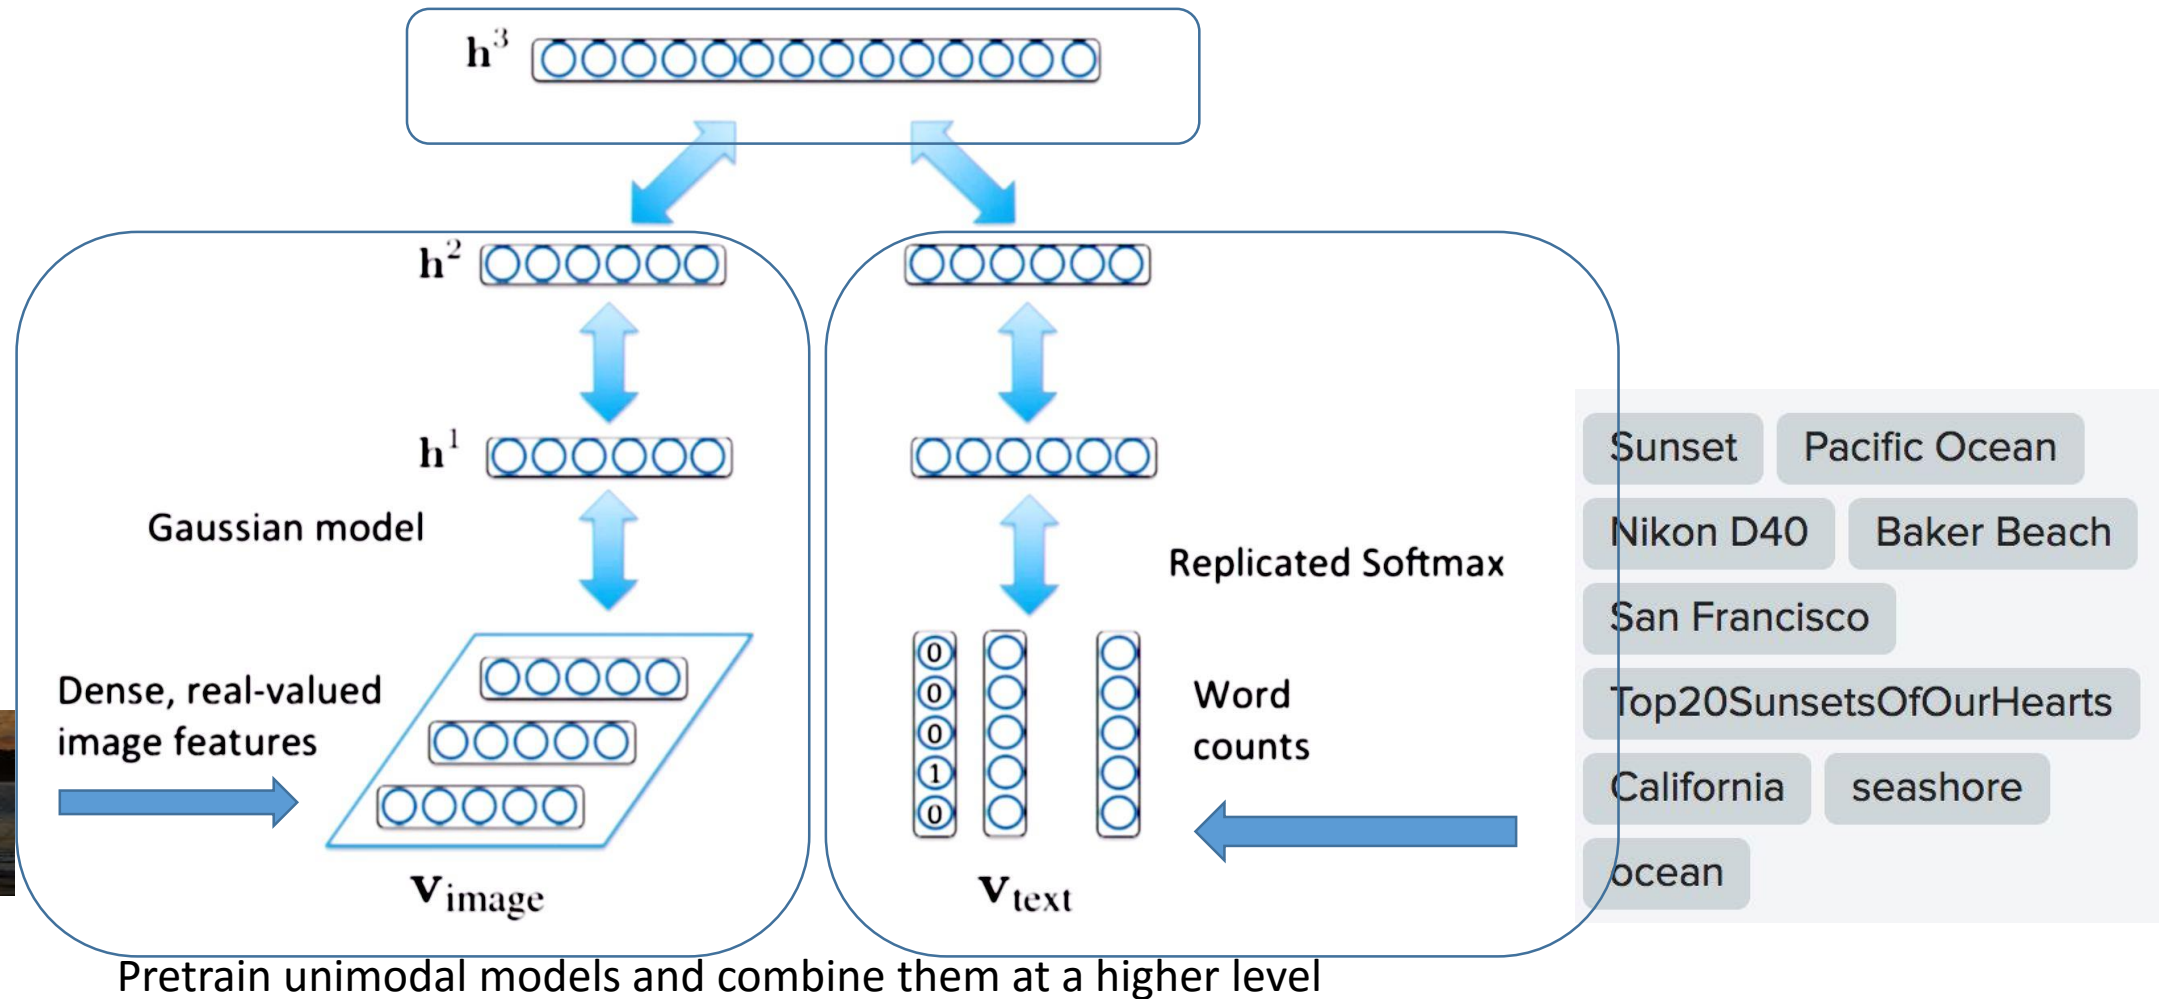 h³
h²
h¹
Gaussian model
Dense, real-valued
image features
v image
Replicated Softmax
0
0
0
1
0
Word
counts
v text
Sunset Pacific Ocean
Nikon D40 Baker Beach
San Francisco
Top20SunsetsOfOurHearts
California seashore
ocean
Pretrain unimodal models and combine them at a higher level